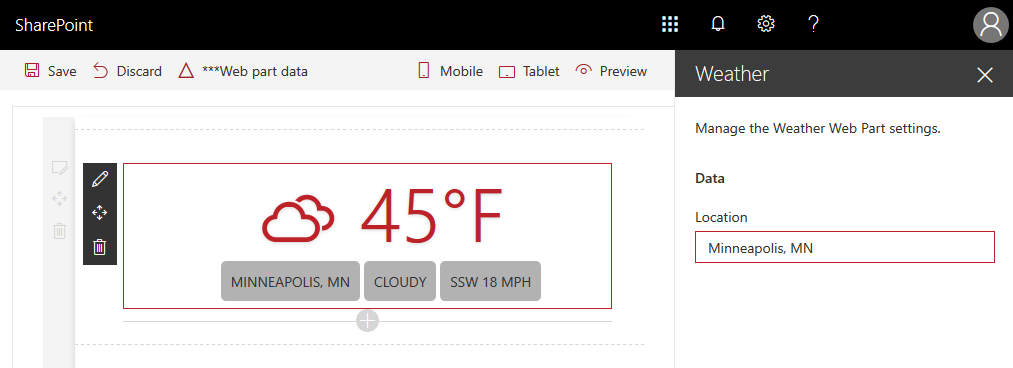 SharePoint
?
Save Discard ***Web part data Mobile Tablet Preview
Weather
Manage the Weather Web Part settings.
Data
Location
Minneapolis, MN
45°F
MINNEAPOLIS, MN CLOUDY SSW 18 MPH